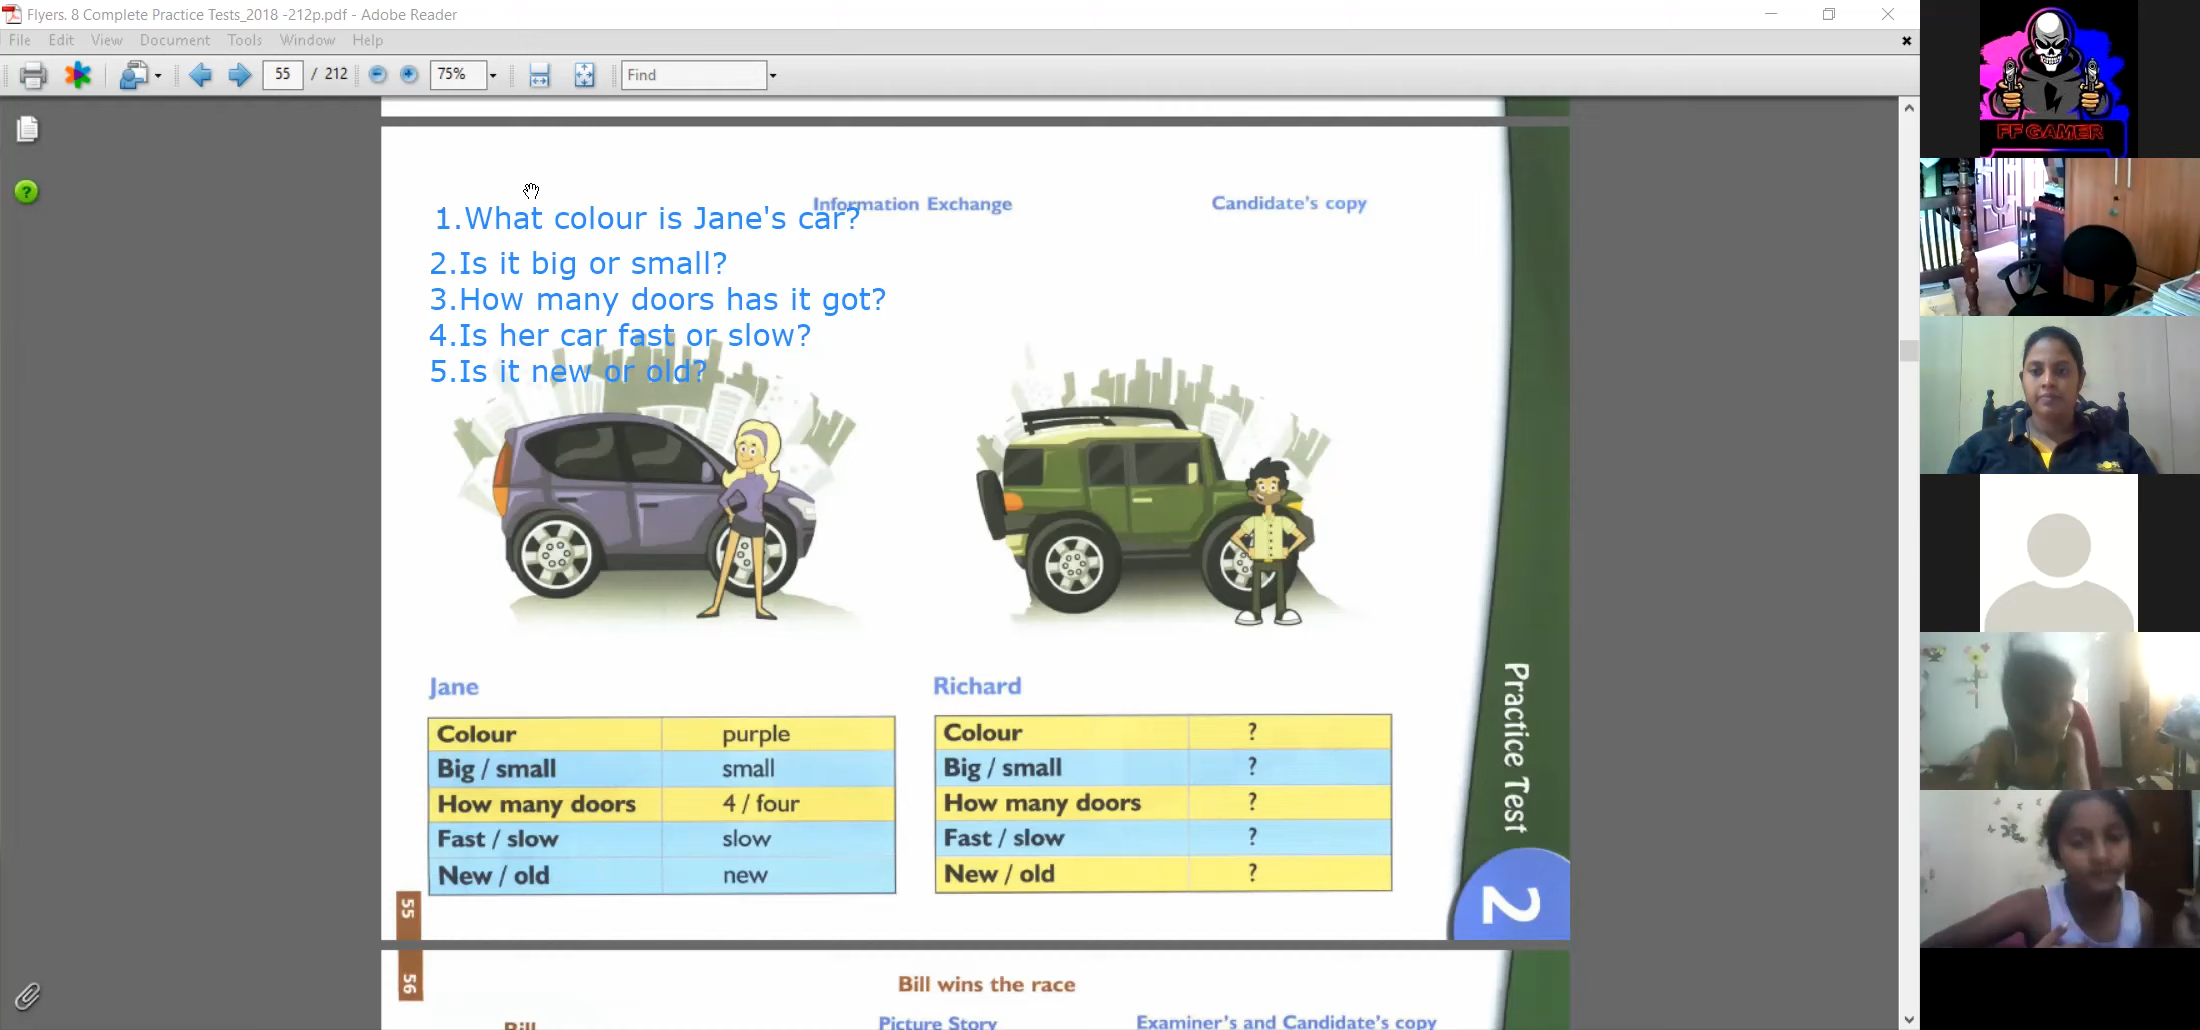 Flyers. 8 Complete Practice Tests_2018 -212p.pdf - Adobe Reader
File Edit View Document Tools Window Help
55 / 212 75% Find
FF GAMER
Information Exchange Candidate's copy
1.What colour is Jane's car?
2.Is it big or small?
3.How many doors has it got?
4.Is her car fast or slow?
5.Is it new or old?
Jane
Colour purple
Big / small small
How many doors 4 / four
Fast / slow slow
New / old new
Richard
Colour ?
Big / small ?
How many doors ?
Fast / slow ?
New / old ?
Practice Test
2
55
56
Bill wins the race
Bill
Picture Story Examiner's and Candidate's copy